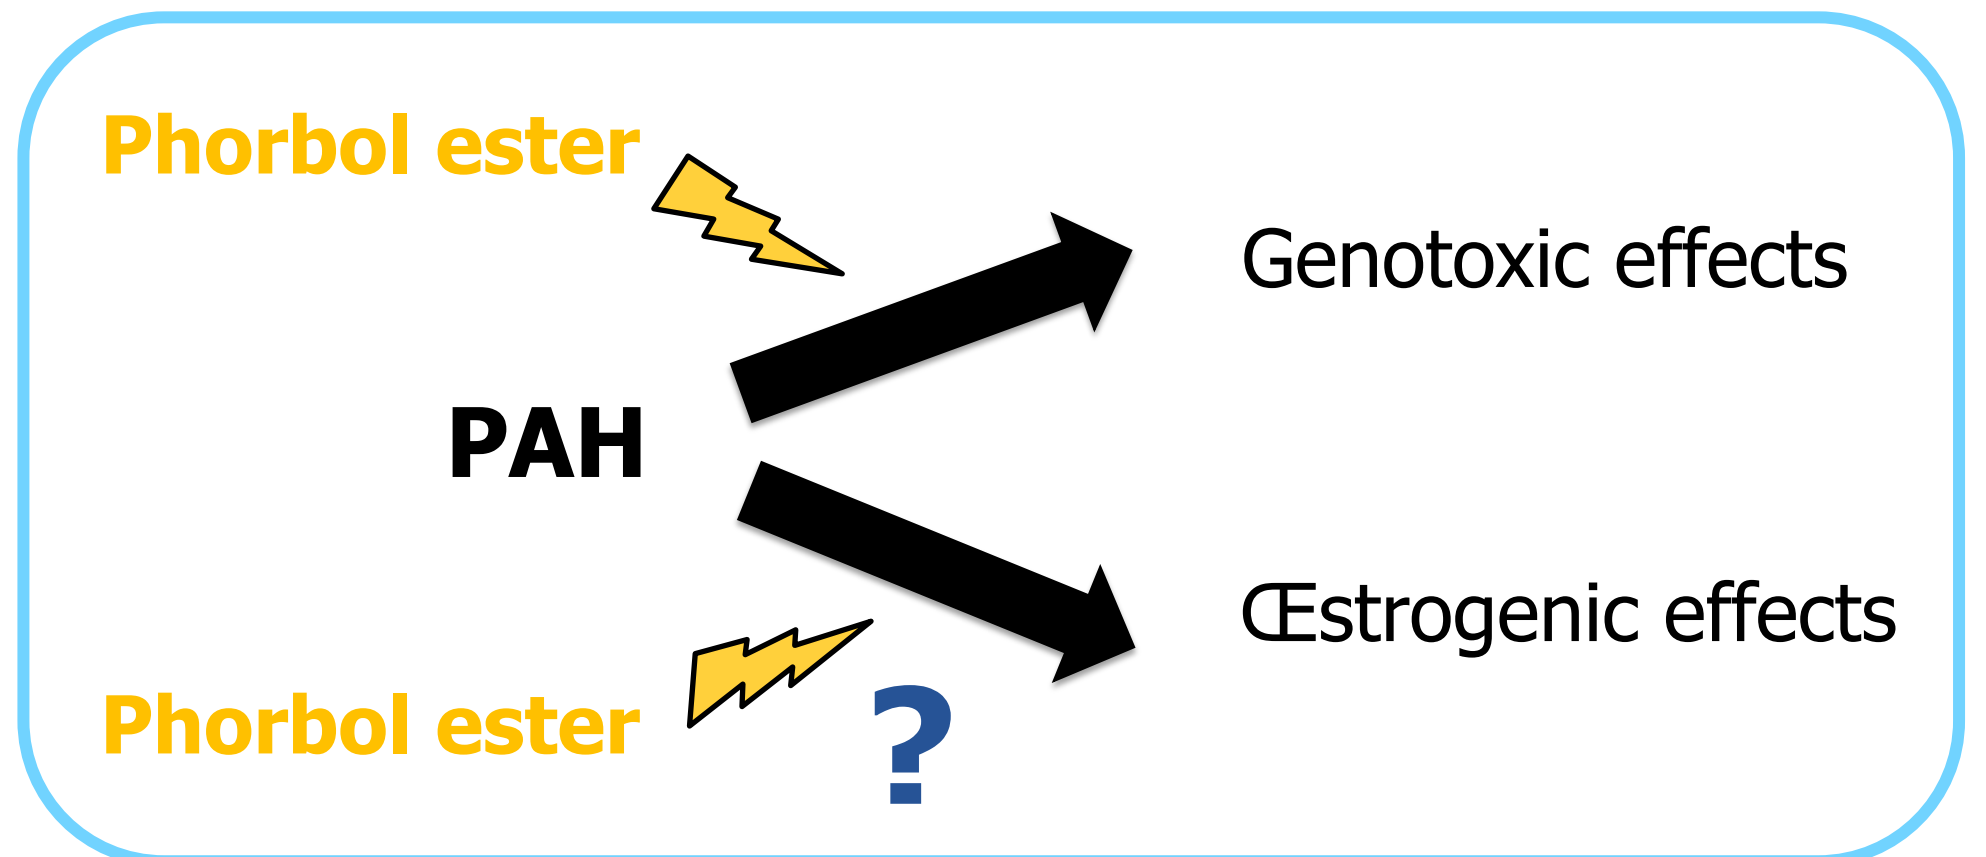 Phorbol ester
Genotoxic effects
PAH
Œstrogenic effects
Phorbol ester
?